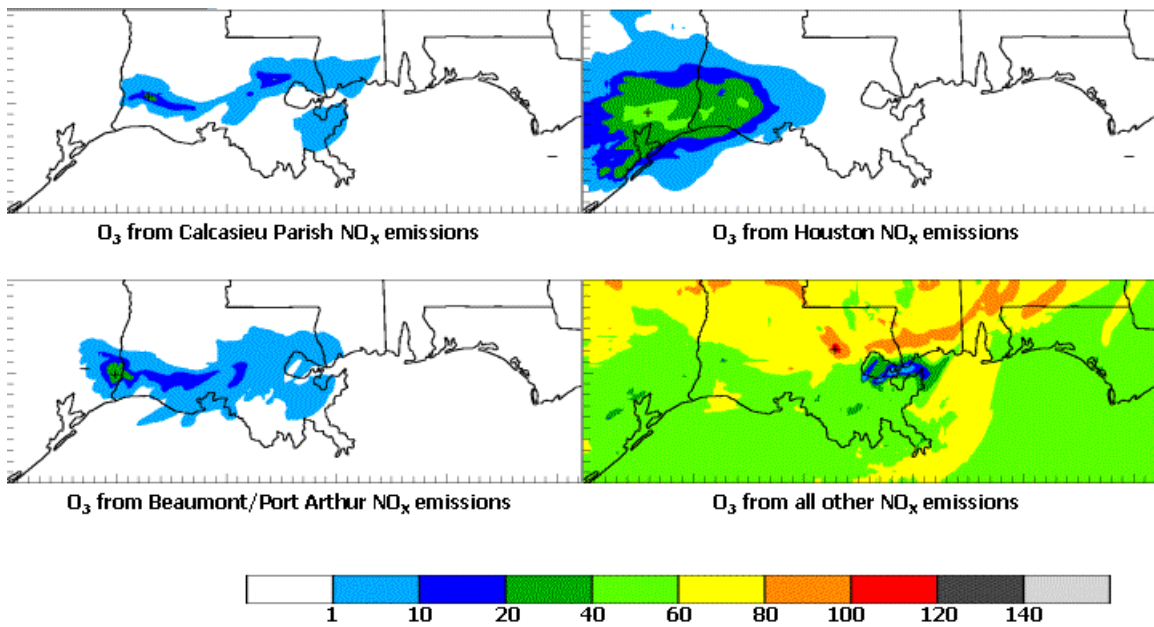 O₃ from Calcasieu Parish NOₓ emissions
O₃ from Houston NOₓ emissions
O₃ from Beaumont/Port Arthur NOₓ emissions
O₃ from all other NOₓ emissions
1 10 20 40 60 80 100 120 140